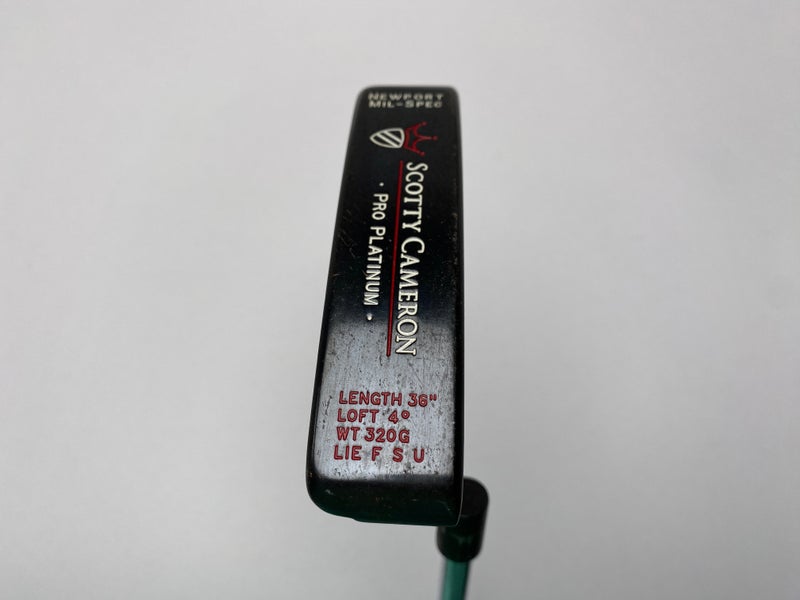 NEWPORT
MIL-SPEC
SCOTTY CAMERON
· PRO PLATINUM ·
LENGTH 36"
LOFT 4°
WT 320G
LIE F S U